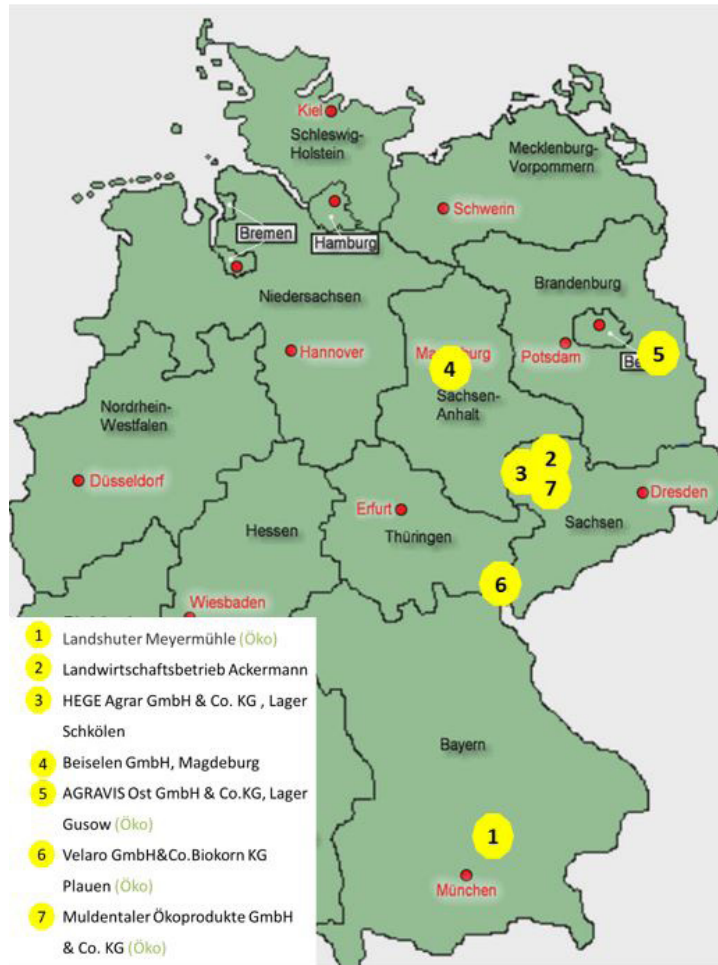 Kiel
Schleswig-
Holstein
Mecklenburg-
Vorpommern
Schwerin
Bremen
Hamburg
Brandenburg
Niedersachsen
Hannover
4
Potsdam
5
Sachsen-
Anhalt
Nordrhein-
Westfalen
2
3
7
Düsseldorf
Dresden
Erfurt
Hessen
Thüringen
Sachsen
6
Wiesbaden
1 Landshuter Meyermühle (Öko)
2 Landwirtschaftsbetrieb Ackermann
3 HEGE Agrar GmbH & Co. KG , Lager
Schkölen
4 Beiselen GmbH, Magdeburg
5 AGRAVIS Ost GmbH & Co.KG, Lager
Gusow (Öko)
6 Velaro GmbH&Co.Biokorn KG
Plauen (Öko)
7 Muldentaler Ökoprodukte GmbH
& Co. KG (Öko)
Bayern
1
München